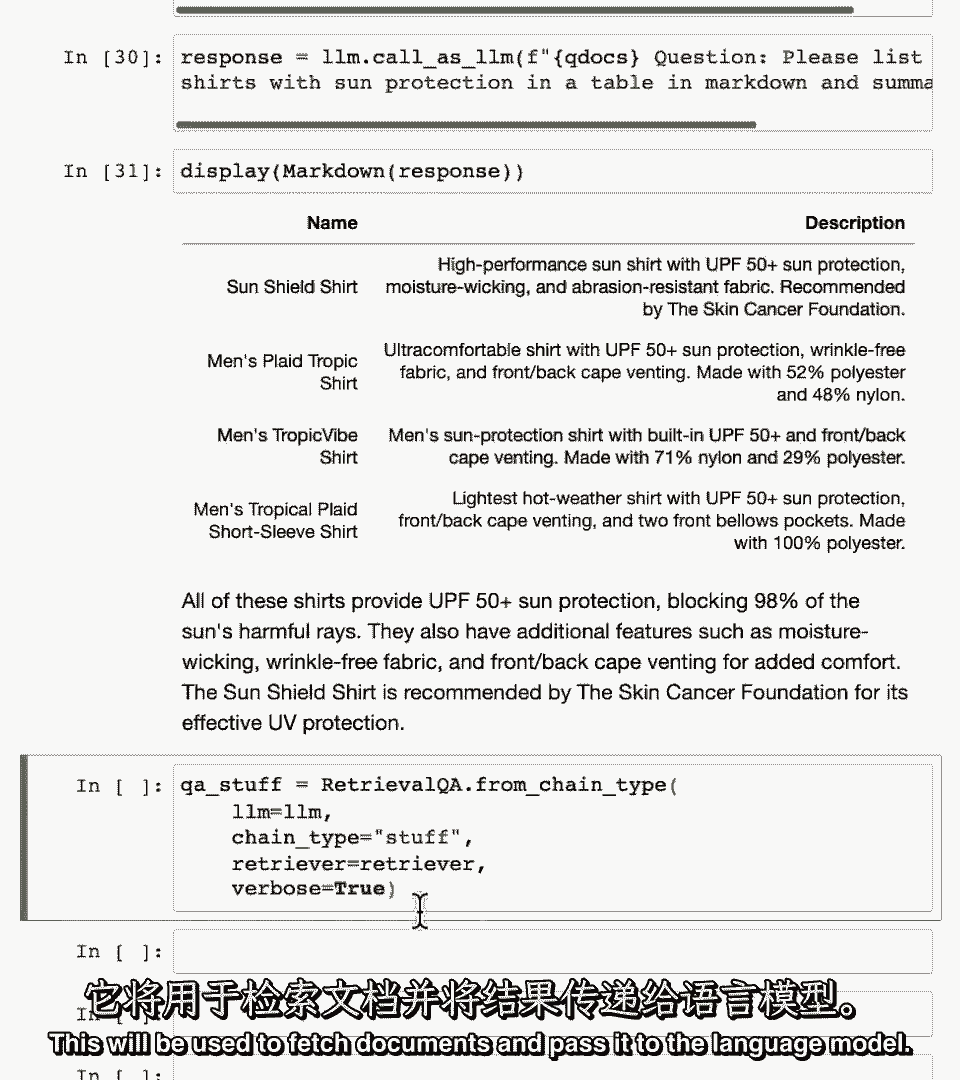 In [30]: response = llm.call_as_llm(f"{qdocs} Question: Please list
shirts with sun protection in a table in markdown and summa
In [31]: display(Markdown(response))
Name Description
Sun Shield Shirt High-performance sun shirt with UPF 50+ sun protection,
moisture-wicking, and abrasion-resistant fabric. Recommended
by The Skin Cancer Foundation.
Men's Plaid Tropic
Shirt
Ultracomfortable shirt with UPF 50+ sun protection, wrinkle-free
fabric, and front/back cape venting. Made with 52% polyester
and 48% nylon.
Men's TropicVibe
Shirt
Men's sun-protection shirt with built-in UPF 50+ and front/back
cape venting. Made with 71% nylon and 29% polyester.
Men's Tropical Plaid
Short-Sleeve Shirt
Lightest hot-weather shirt with UPF 50+ sun protection,
front/back cape venting, and two front bellows pockets. Made
with 100% polyester.
All of these shirts provide UPF 50+ sun protection, blocking 98% of the
sun's harmful rays. They also have additional features such as moisture-
wicking, wrinkle-free fabric, and front/back cape venting for added comfort.
The Sun Shield Shirt is recommended by The Skin Cancer Foundation for its
effective UV protection.
In [ ]: qa_stuff = RetrievalQA.from_chain_type(
llm=llm,
chain_type="stuff",
retriever=retriever,
verbose=True)
In [ ]:
In [ ]:
它将用于检索文档并将结果传递给语言模型。
This will be used to fetch documents and pass it to the language model.
In [ ]: